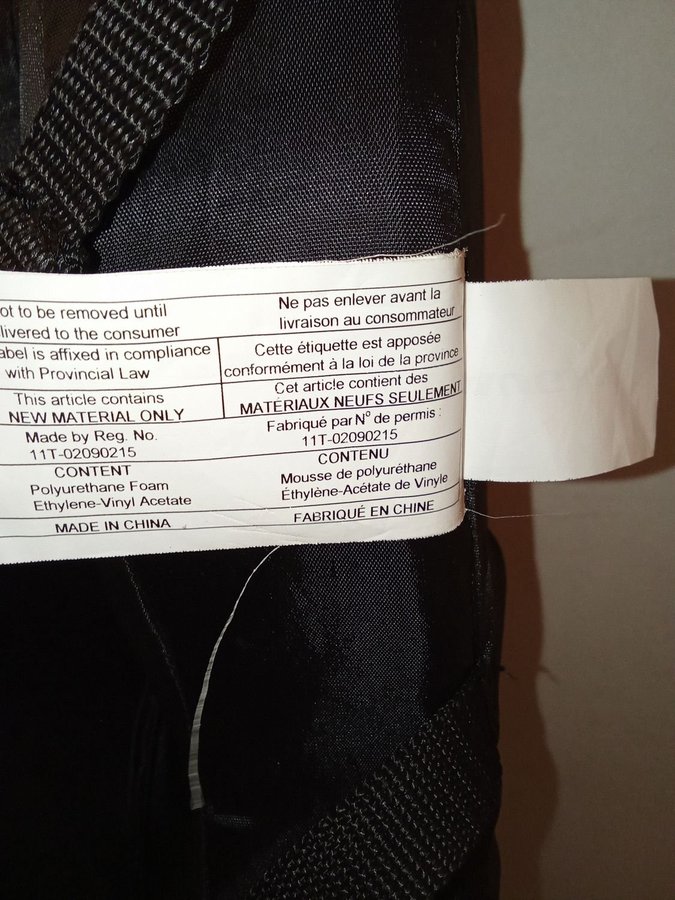 ot to be removed until
livered to the consumer
abel is affixed in compliance
with Provincial Law
This article contains
NEW MATERIAL ONLY
Made by Reg. No.
11T-02090215
CONTENT
Polyurethane Foam
Ethylene-Vinyl Acetate
MADE IN CHINA
Ne pas enlever avant la
livraison au consommateur
Cette étiquette est apposée
conformément à la loi de la province
Cet article contient des
MATÉRIAUX NEUFS SEULEMENT
Fabriqué par Nº de permis :
11T-02090215
CONTENU
Mousse de polyuréthane
Éthylène-Acétate de Vinyle
FABRIQUÉ EN CHINE